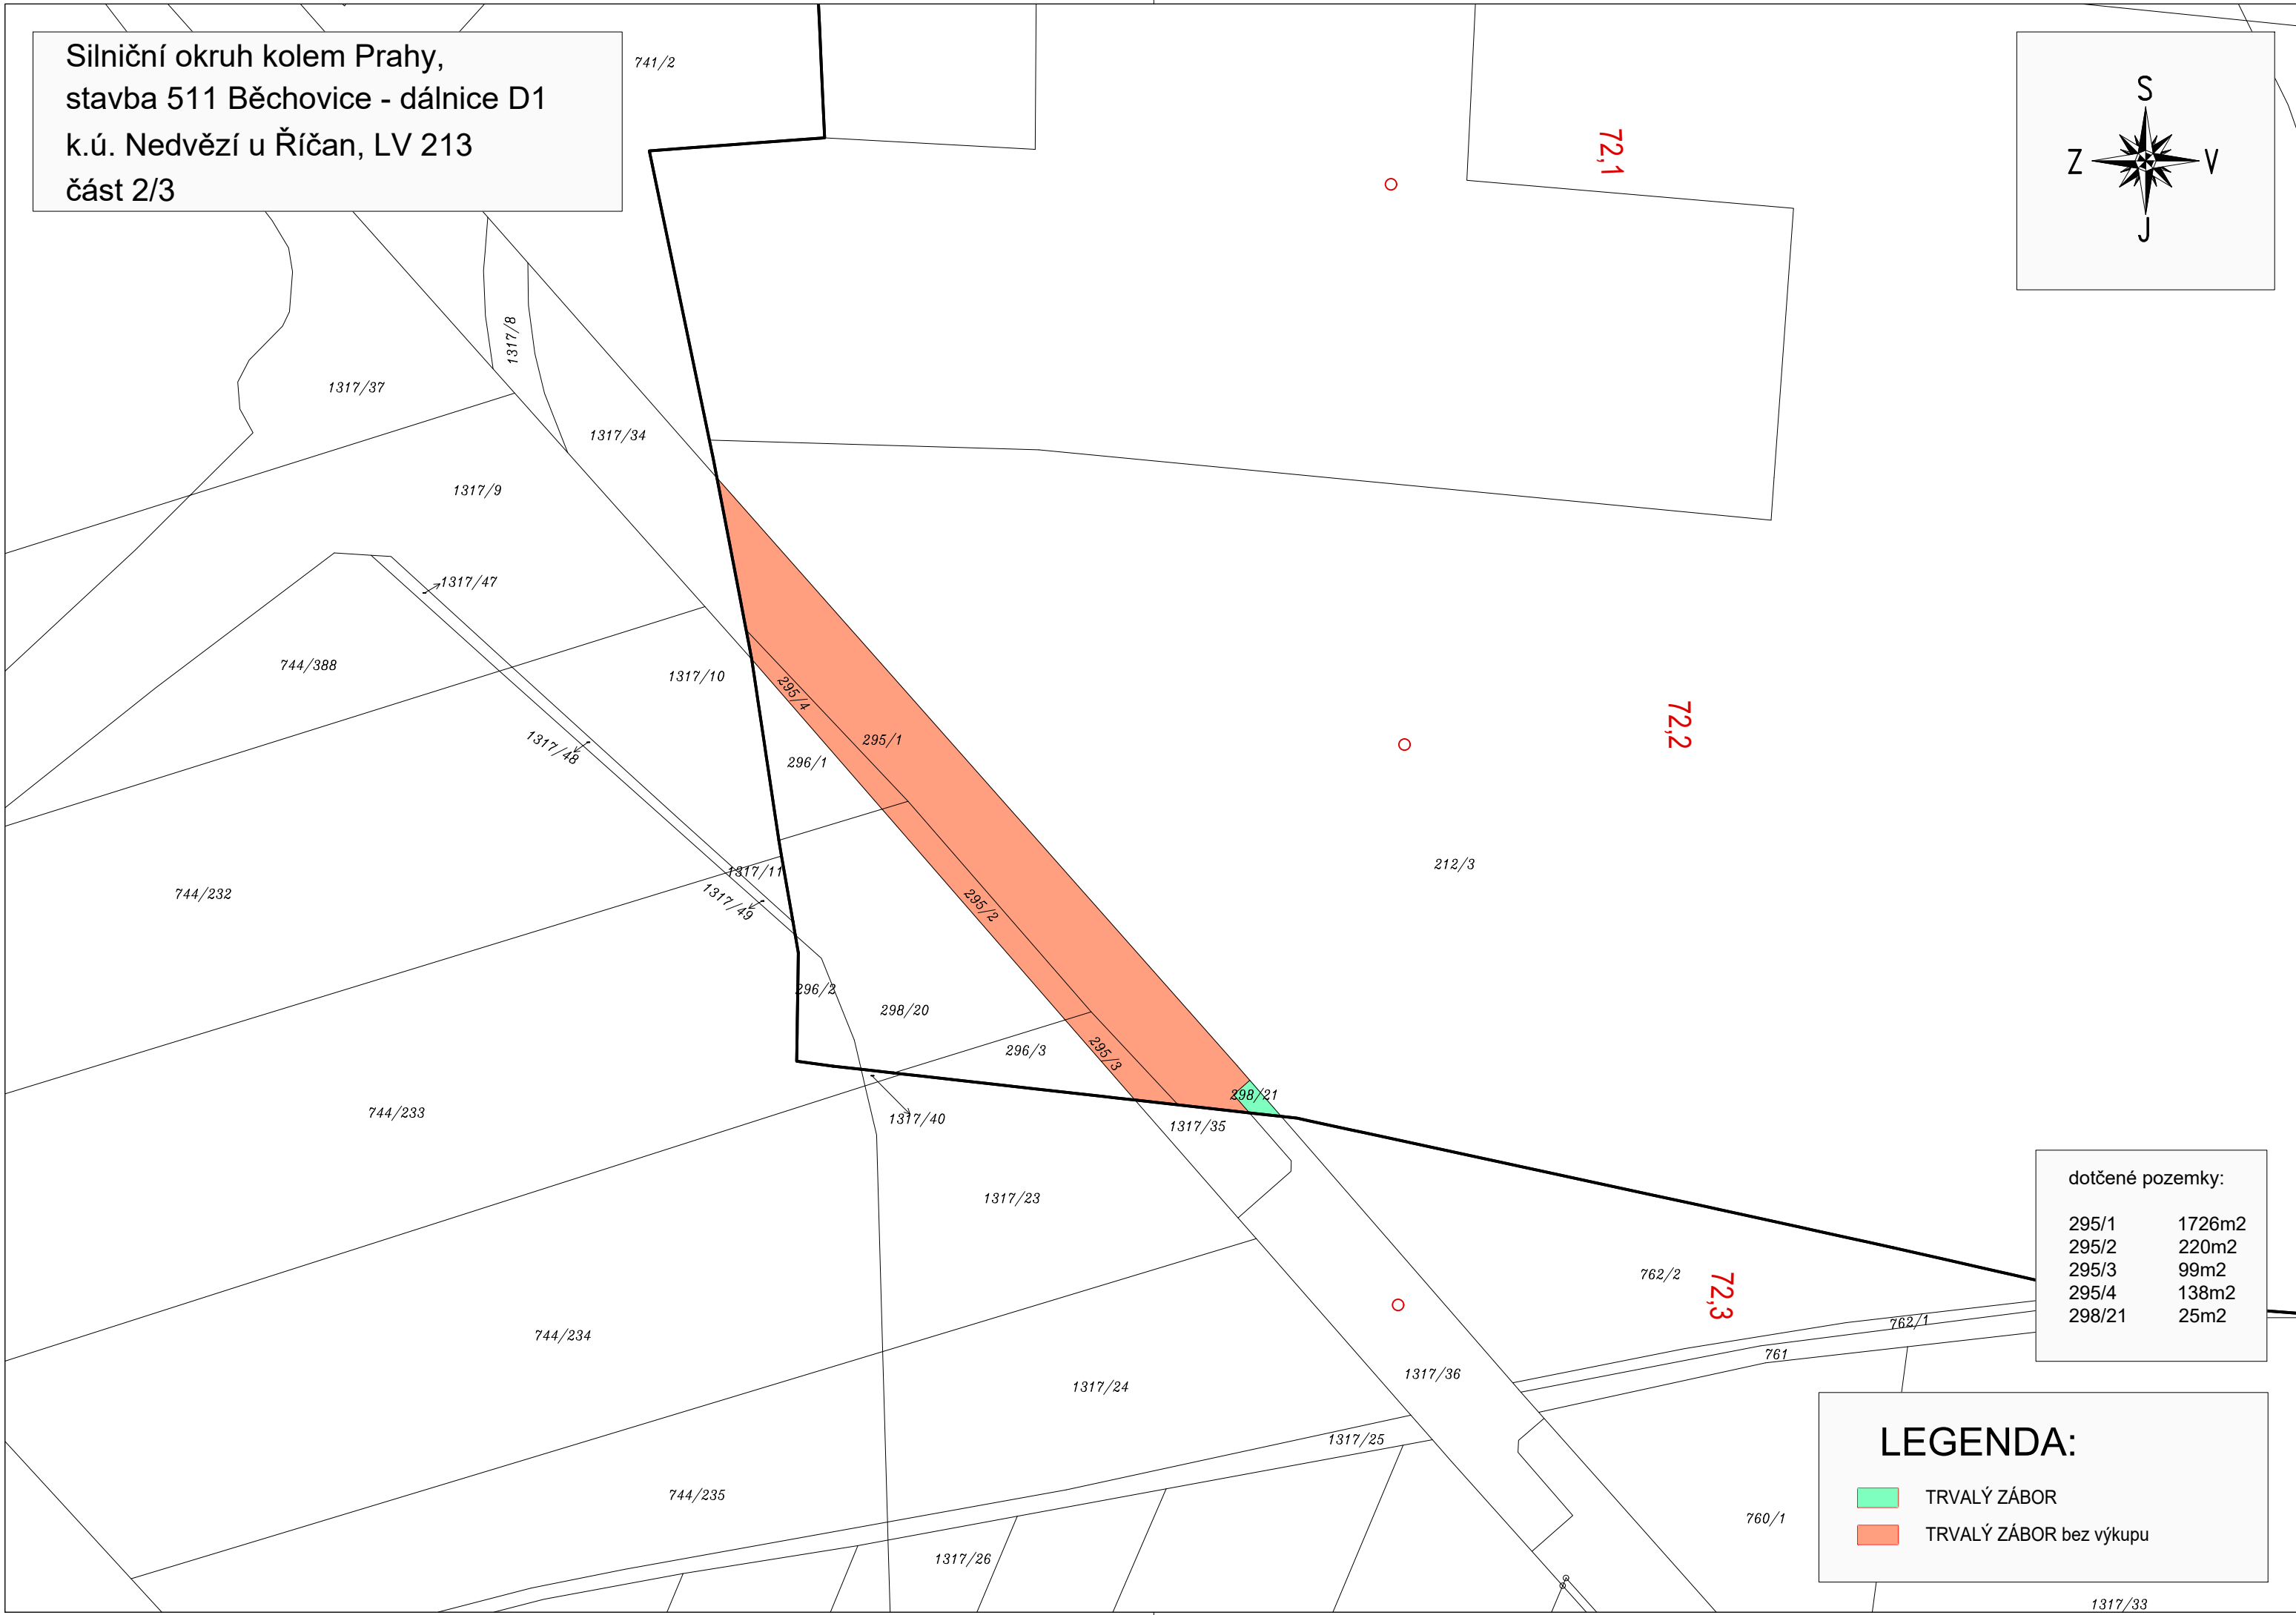 Silniční okruh kolem Prahy,
stavba 511 Běchovice - dálnice D1
k.ú. Nedvězí u Říčan, LV 213
část 2/3
741/2
72,1
S
Z
V
J
1317/8
1317/37
1317/34
1317/9
1317/47
744/388
1317/10
295/4
72,2
1317/48
295/1
296/1
212/3
1317/11
744/232
1317/49
295/2
296/2
298/20
296/3
295/3
298/21
744/233
1317/40
1317/35
1317/23
762/2
72,3
762/1
744/234
761
1317/24
1317/36
1317/25
744/235
760/1
1317/26
1317/33
dotčené pozemky:
295/1 1726m2
295/2 220m2
295/3 99m2
295/4 138m2
298/21 25m2
LEGENDA:
TRVALÝ ZÁBOR
TRVALÝ ZÁBOR bez výkupu